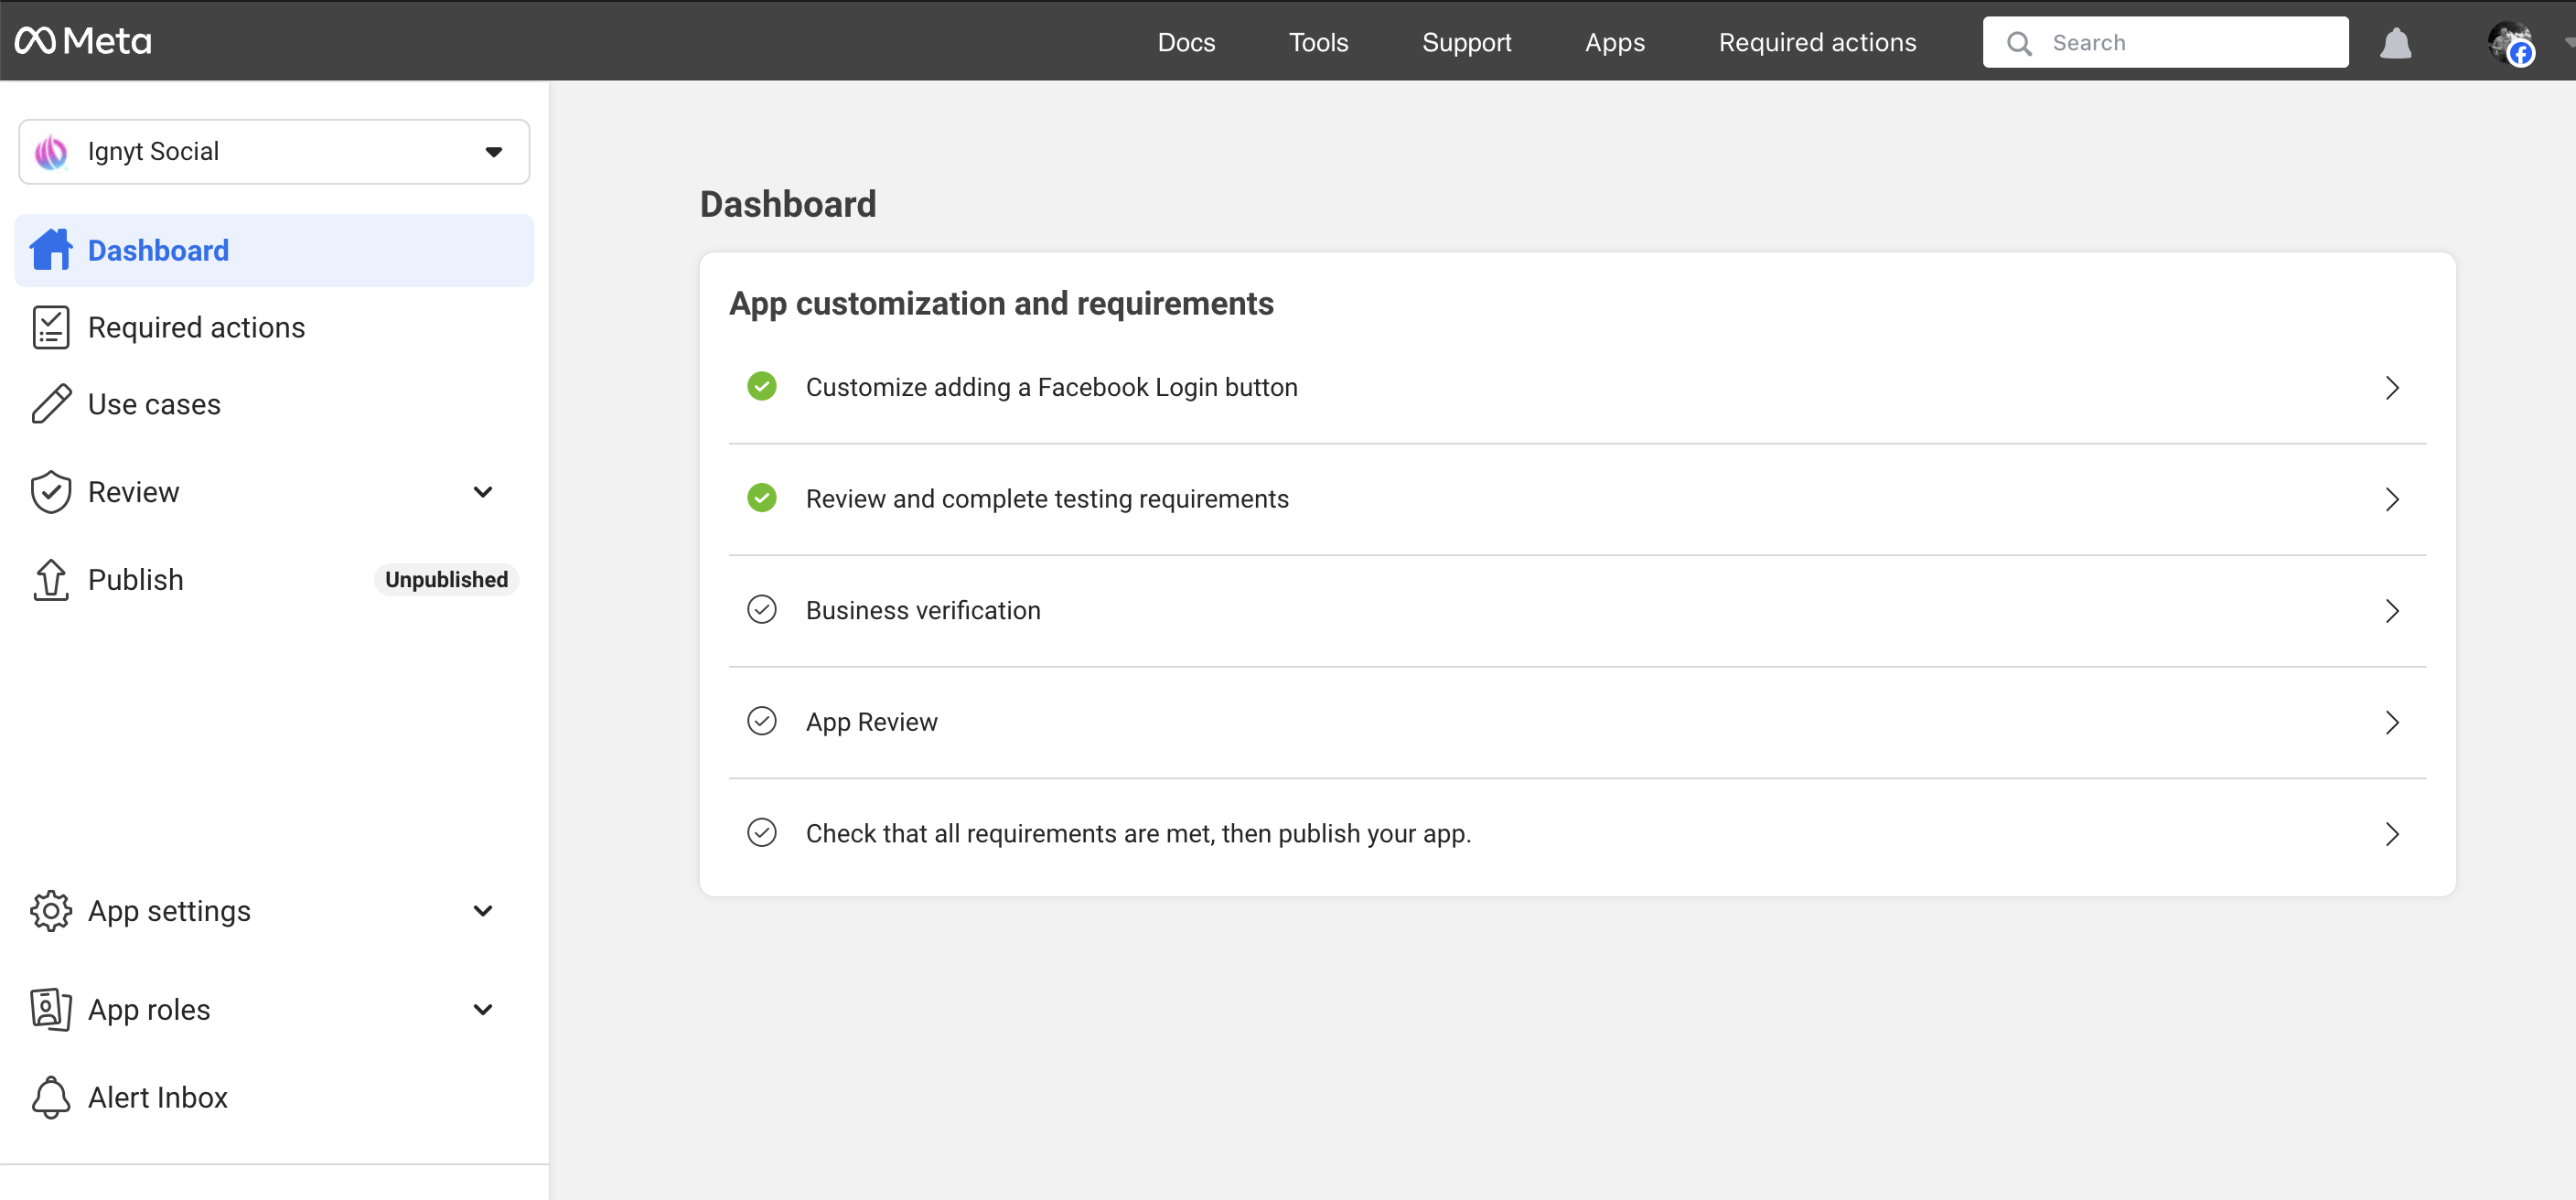 Meta
Docs
Tools
Support
Apps
Required actions
Search
Ignyt Social
Dashboard
Required actions
Use cases
Review
Publish
Unpublished
App settings
App roles
Alert Inbox
Dashboard
App customization and requirements
Customize adding a Facebook Login button
Review and complete testing requirements
Business verification
App Review
Check that all requirements are met, then publish your app.